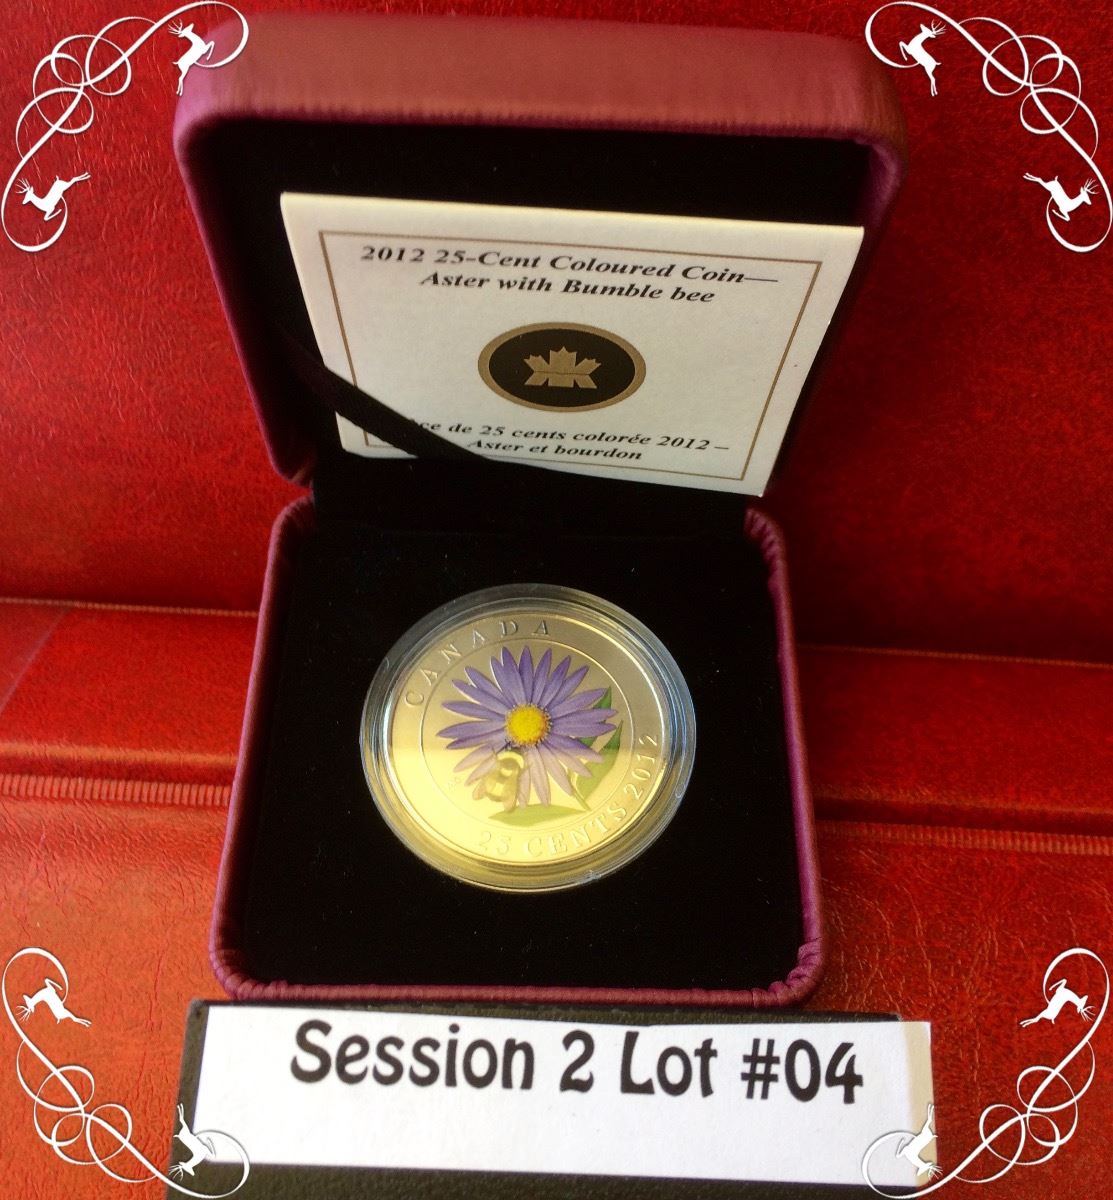 2012 25-Cent Coloured Coin—
Aster with Bumble bee
de 25 cents colorée 2012 –
Aster et bourdon
CANADA
25 CENTS 2012
Session 2 Lot #04